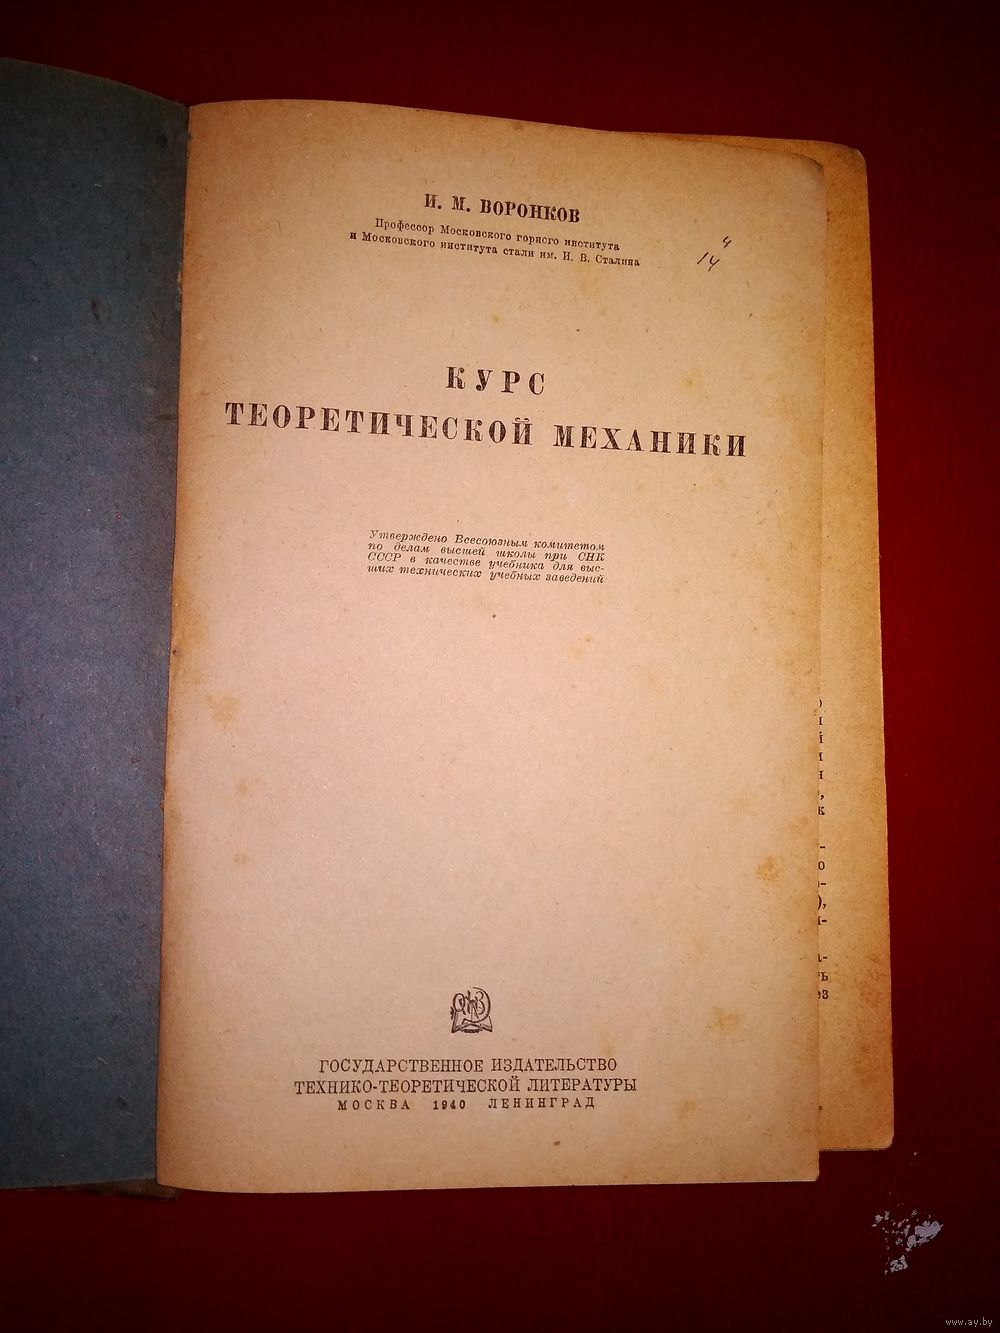 И. М. ВОРОНКОВ
Профессор Московского горного института
и Московского института стали им. И. В. Сталина
4
14
КУРС
ТЕОРЕТИЧЕСКОЙ МЕХАНИКИ
Утверждено Всесоюзным комитетом
по делам высшей школы при СНК
СССР в качестве учебника для выс-
ших технических учебных заведений
ГОСУДАРСТВЕННОЕ ИЗДАТЕЛЬСТВО
ТЕХНИКО-ТЕОРЕТИЧЕСКОЙ ЛИТЕРАТУРЫ
МОСКВА 1940 ЛЕНИНГРАД
www.ay.by